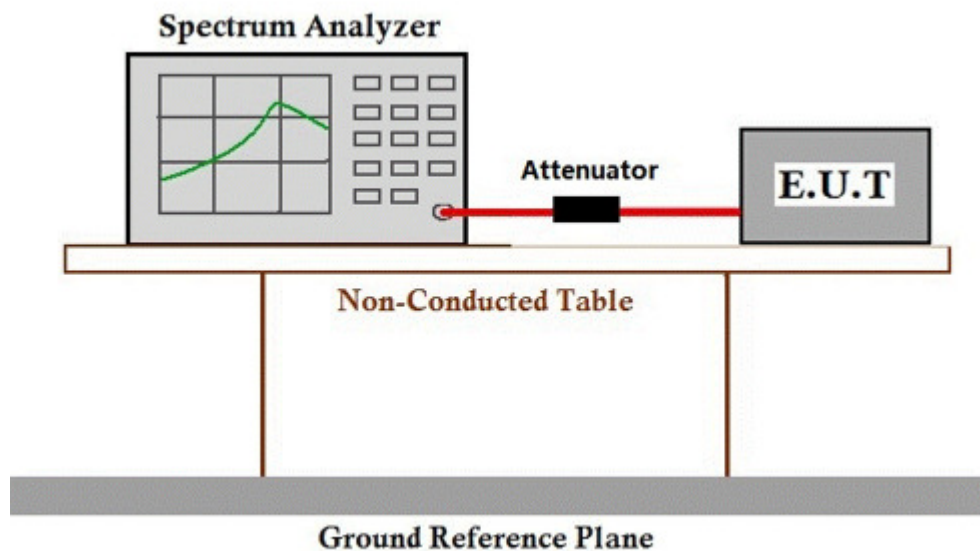 Spectrum Analyzer
Attenuator
E.U.T
Non-Conducted Table
Ground Reference Plane